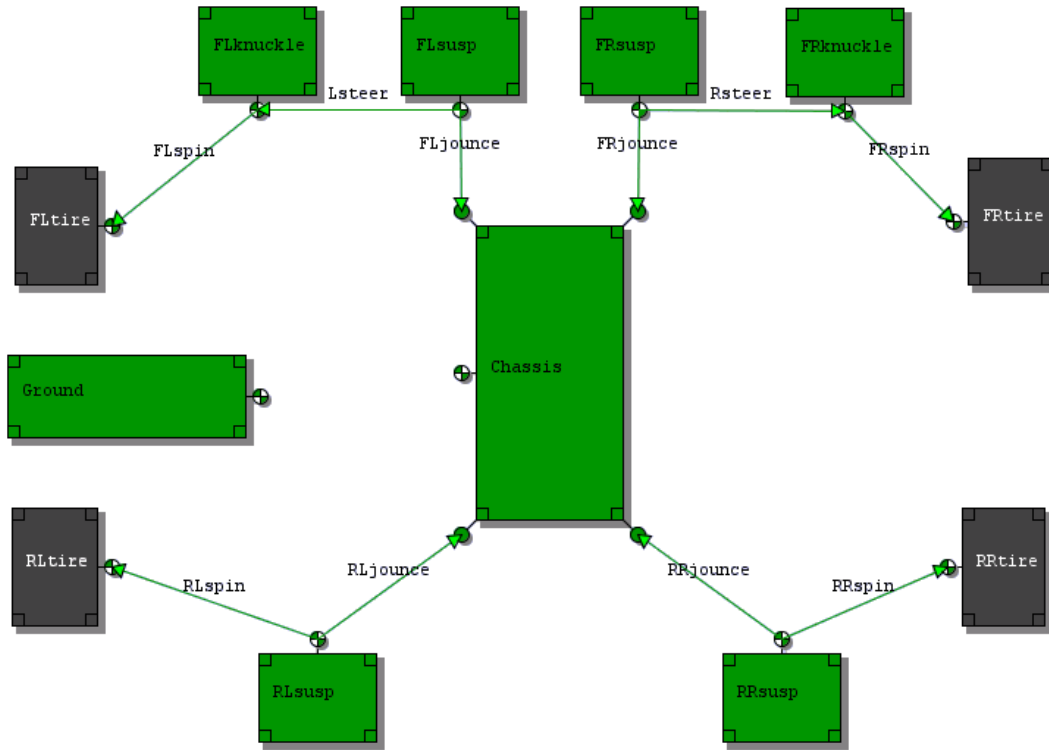 FLknuckle
FLsusp
FRsusp
FRknuckle
Lsteer
Rsteer
FLspin
FLjounce
FRjounce
FRspin
FLtire
FRtire
Chassis
Ground
RLtire
RLspin
RLjounce
RRjounce
RRspin
RRtire
RLsusp
RRsusp